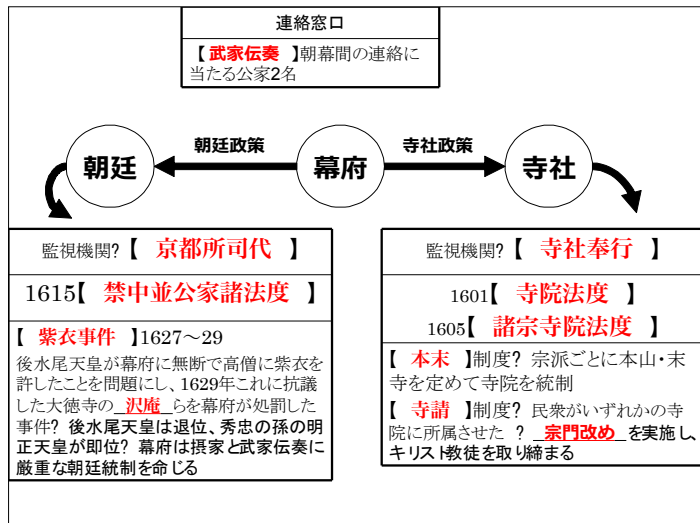 連絡窓口
【 武家伝奏 】朝幕間の連絡に
当たる公家2名
朝廷
朝廷政策
幕府
寺社政策
寺社
監視機関?【 京都所司代 】
1615【 禁中並公家諸法度 】
【 紫衣事件 】1627～29
後水尾天皇が幕府に無断で高僧に紫衣を
許したことを問題にし、1629年これに抗議
した大徳寺の_沢庵_らを幕府が処罰した
事件? 後水尾天皇は退位、秀忠の孫の明
正天皇が即位? 幕府は摂家と武家伝奏に
厳重な朝廷統制を命じる
監視機関?【 寺社奉行 】
1601【 寺院法度 】
1605【 諸宗寺院法度 】
【 本末 】制度? 宗派ごとに本山・末
寺を定めて寺院を統制
【 寺請 】制度? 民衆がいずれかの寺
院に所属させた ? _宗門改め_を実施し、
キリスト教徒を取り締まる